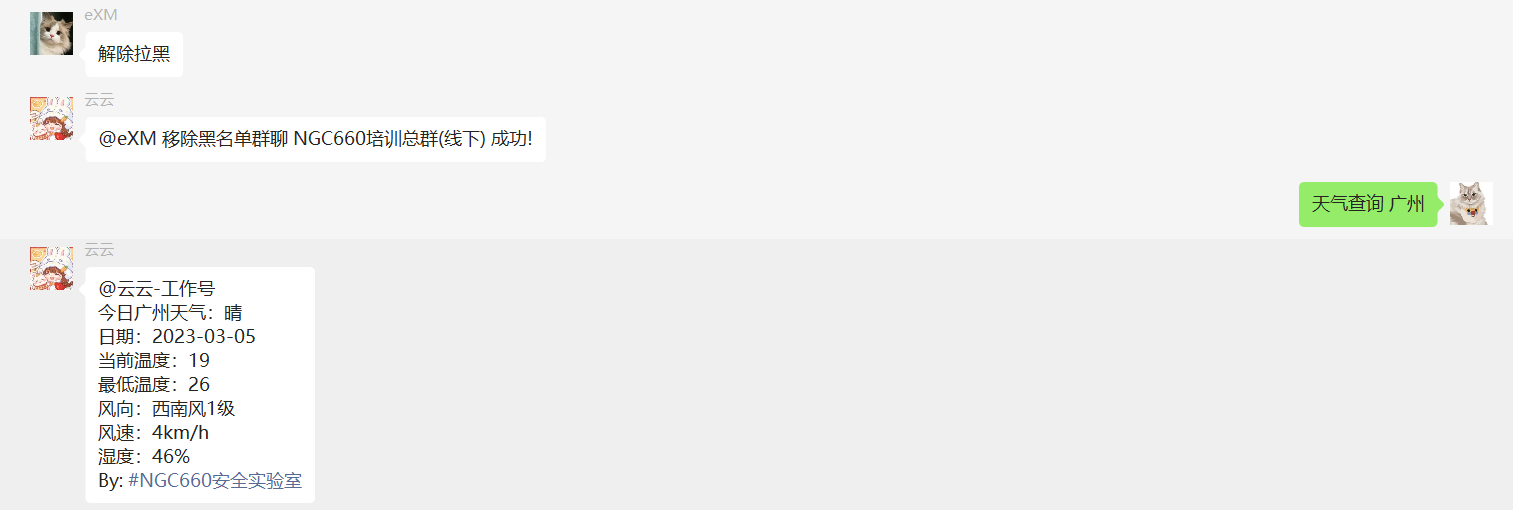 eXM
解除拉黑
云云
@eXM 移除黑名单群聊 NGC660培训总群(线下) 成功!
天气查询 广州
云云
@云云-工作号
今日广州天气：晴
日期：2023-03-05
当前温度：19
最低温度：26
风向：西南风1级
风速：4km/h
湿度：46%
By: #NGC660安全实验室